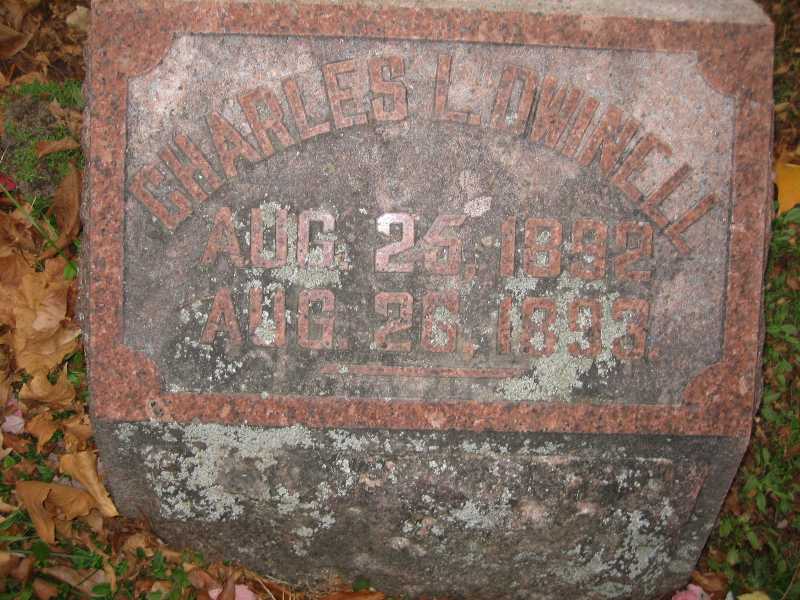 CHARLES L. DWINELL
AUG. 25, 1892
AUG. 26, 1893.